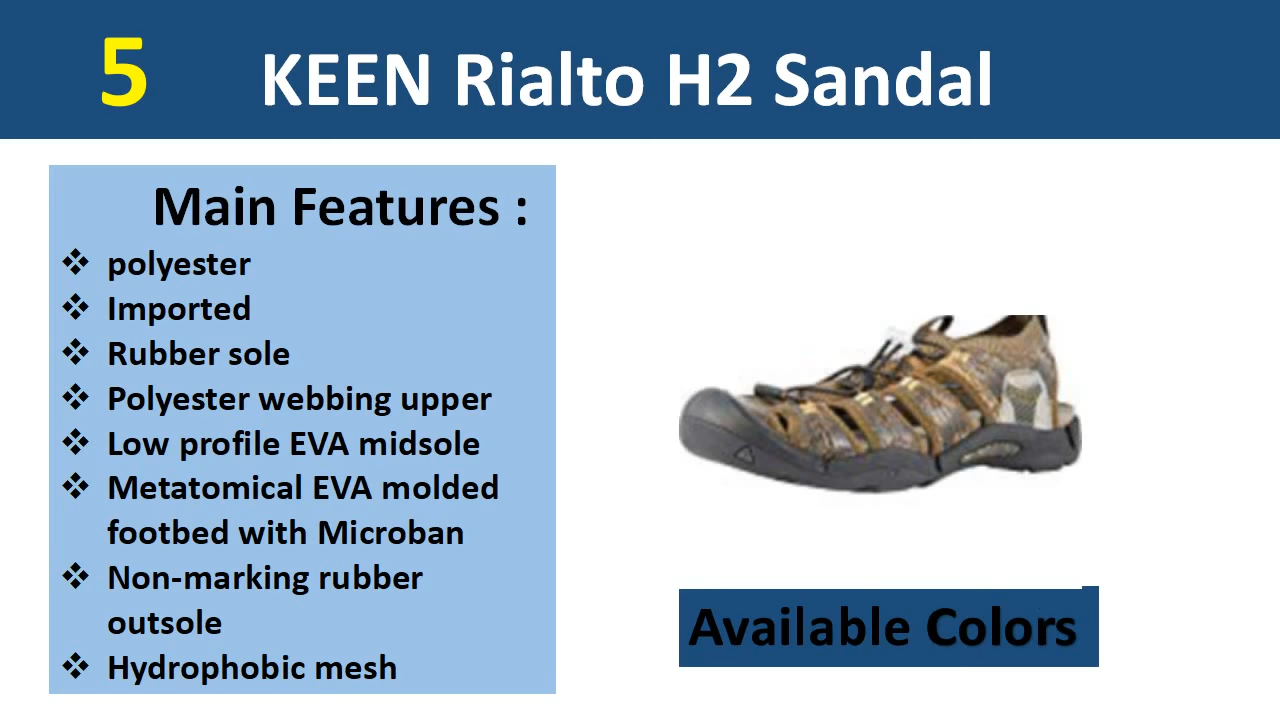 5 KEEN Rialto H2 Sandal
Main Features :
❖ polyester
❖ Imported
❖ Rubber sole
❖ Polyester webbing upper
❖ Low profile EVA midsole
❖ Metatomical EVA molded
footbed with Microban
❖ Non-marking rubber
outsole
❖ Hydrophobic mesh
Available Colors